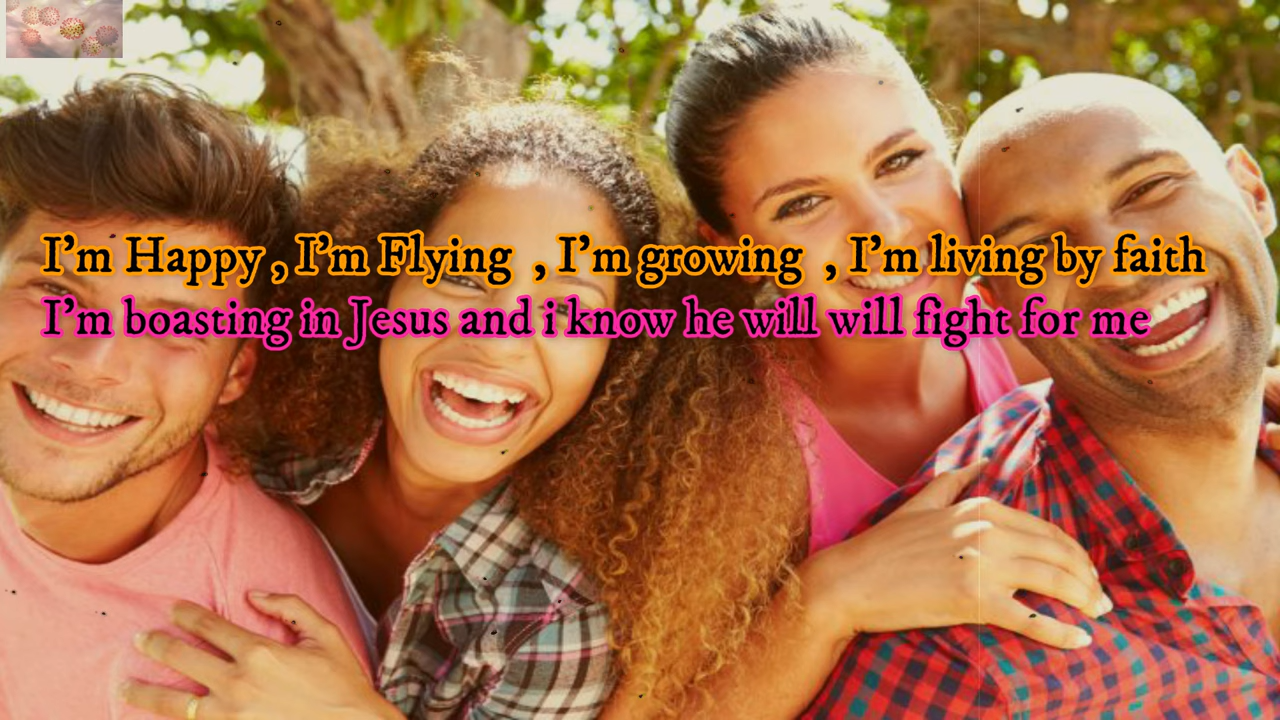 I'm Happy , I'm Flying , I'm growing , I'm living by faith
I'm boasting in Jesus and i know he will will fight for me